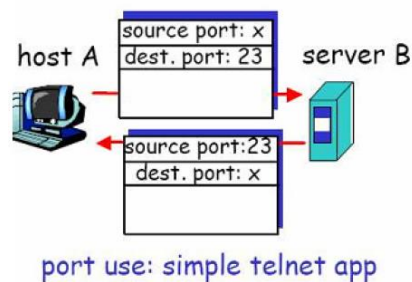 source port: x
host A
server B
dest. port: 23
source port:23
dest. port: x
port use: simple telnet app